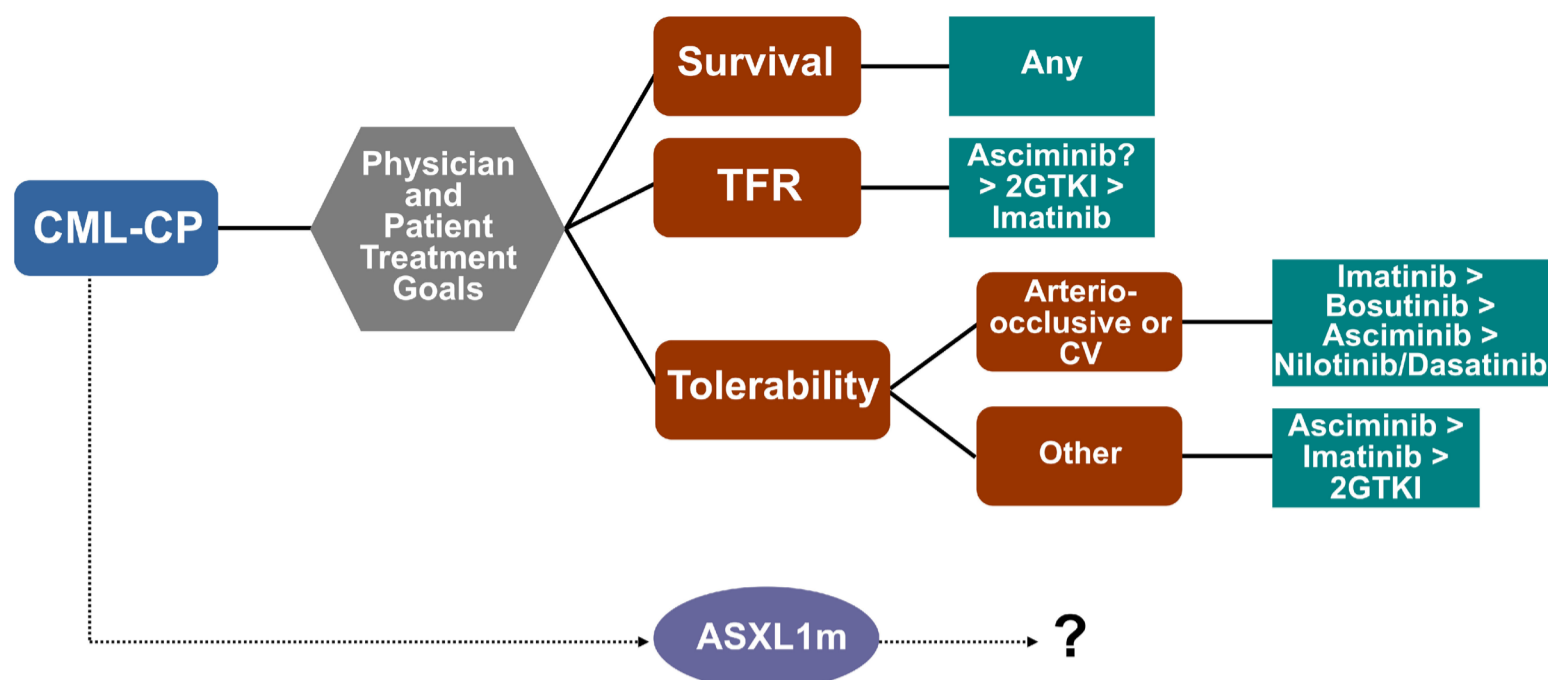 Survival
Any
Physician
and
Patient
Treatment
Goals
TFR
Asciminib?
> 2GTKI >
Imatinib
CML-CP
Tolerability
Arterio-
occlusive or
CV
Imatinib >
Bosutinib >
Asciminib >
Nilotinib/Dasatinib
Other
Asciminib >
Imatinib >
2GTKI
ASXL1m
?